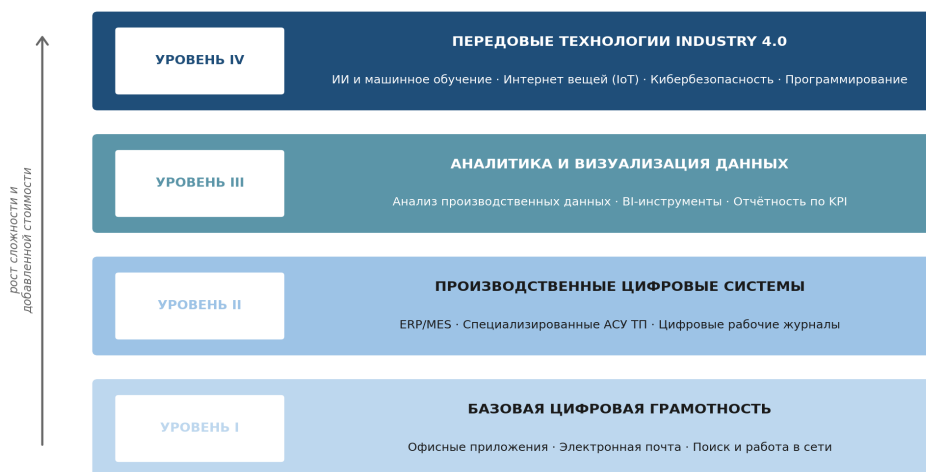 УРОВЕНЬ IV
ПЕРЕДОВЫЕ ТЕХНОЛОГИИ INDUSTRY 4.0
ИИ и машинное обучение · Интернет вещей (IoT) · Кибербезопасность · Программирование
УРОВЕНЬ III
АНАЛИТИКА И ВИЗУАЛИЗАЦИЯ ДАННЫХ
Анализ производственных данных · BI-инструменты · Отчётность по KPI
рост сложности и
добавленной стоимости
УРОВЕНЬ II
ПРОИЗВОДСТВЕННЫЕ ЦИФРОВЫЕ СИСТЕМЫ
ERP/MES · Специализированные АСУ ТП · Цифровые рабочие журналы
УРОВЕНЬ I
БАЗОВАЯ ЦИФРОВАЯ ГРАМОТНОСТЬ
Офисные приложения · Электронная почта · Поиск и работа в сети